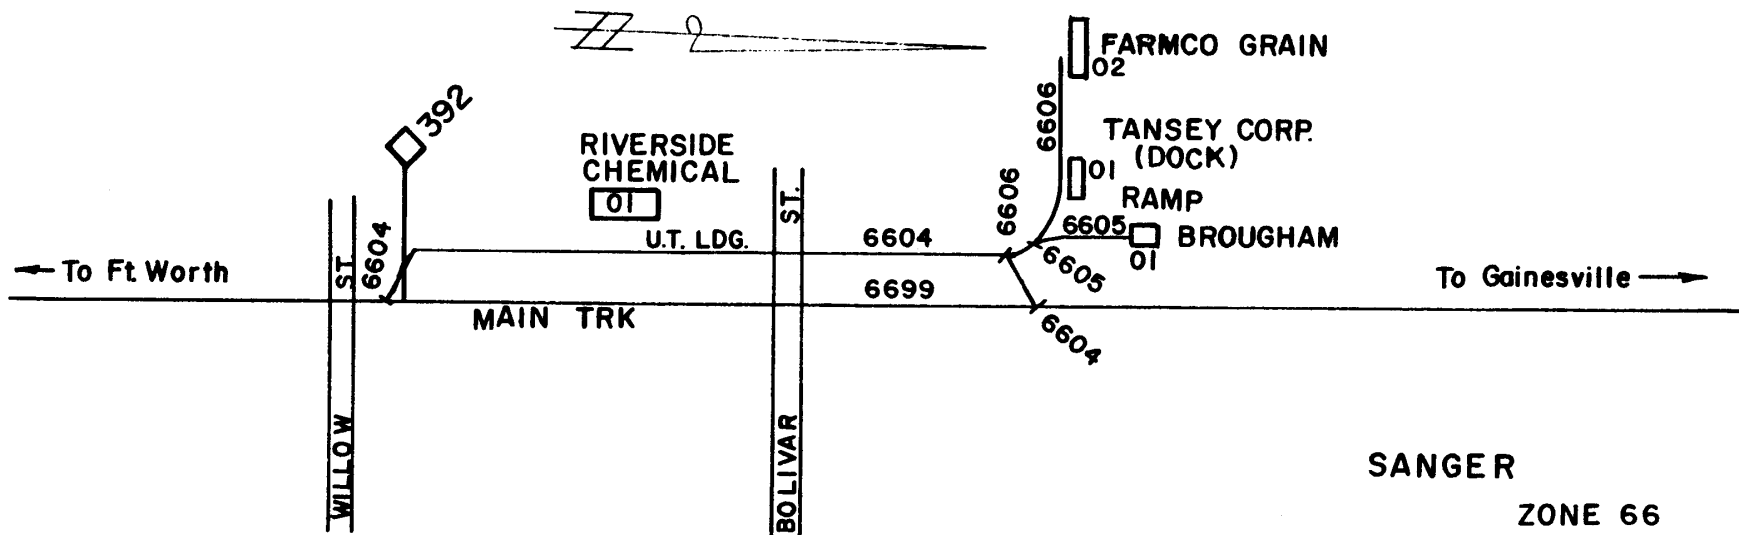 FARMCO GRAIN
02
6606
392
TANSEY CORP.
(DOCK)
01
RIVERSIDE
CHEMICAL
01
ST.
6606
RAMP
6605
BROUGHAM
01
6604
U.T. LDG.
6604
6605
← To Ft. Worth
ST.
6699
To Gainesville →
MAIN TRK
6604
WILLOW
BOLIVAR
SANGER
ZONE 66